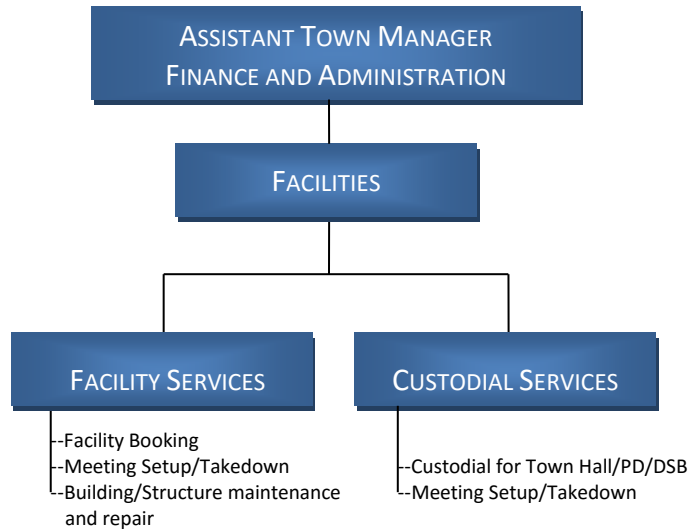 ASSISTANT TOWN MANAGER
FINANCE AND ADMINISTRATION
FACILITIES
FACILITY SERVICES
CUSTODIAL SERVICES
--Facility Booking
--Meeting Setup/Takedown
--Building/Structure maintenance
and repair
--Custodial for Town Hall/PD/DSB
--Meeting Setup/Takedown